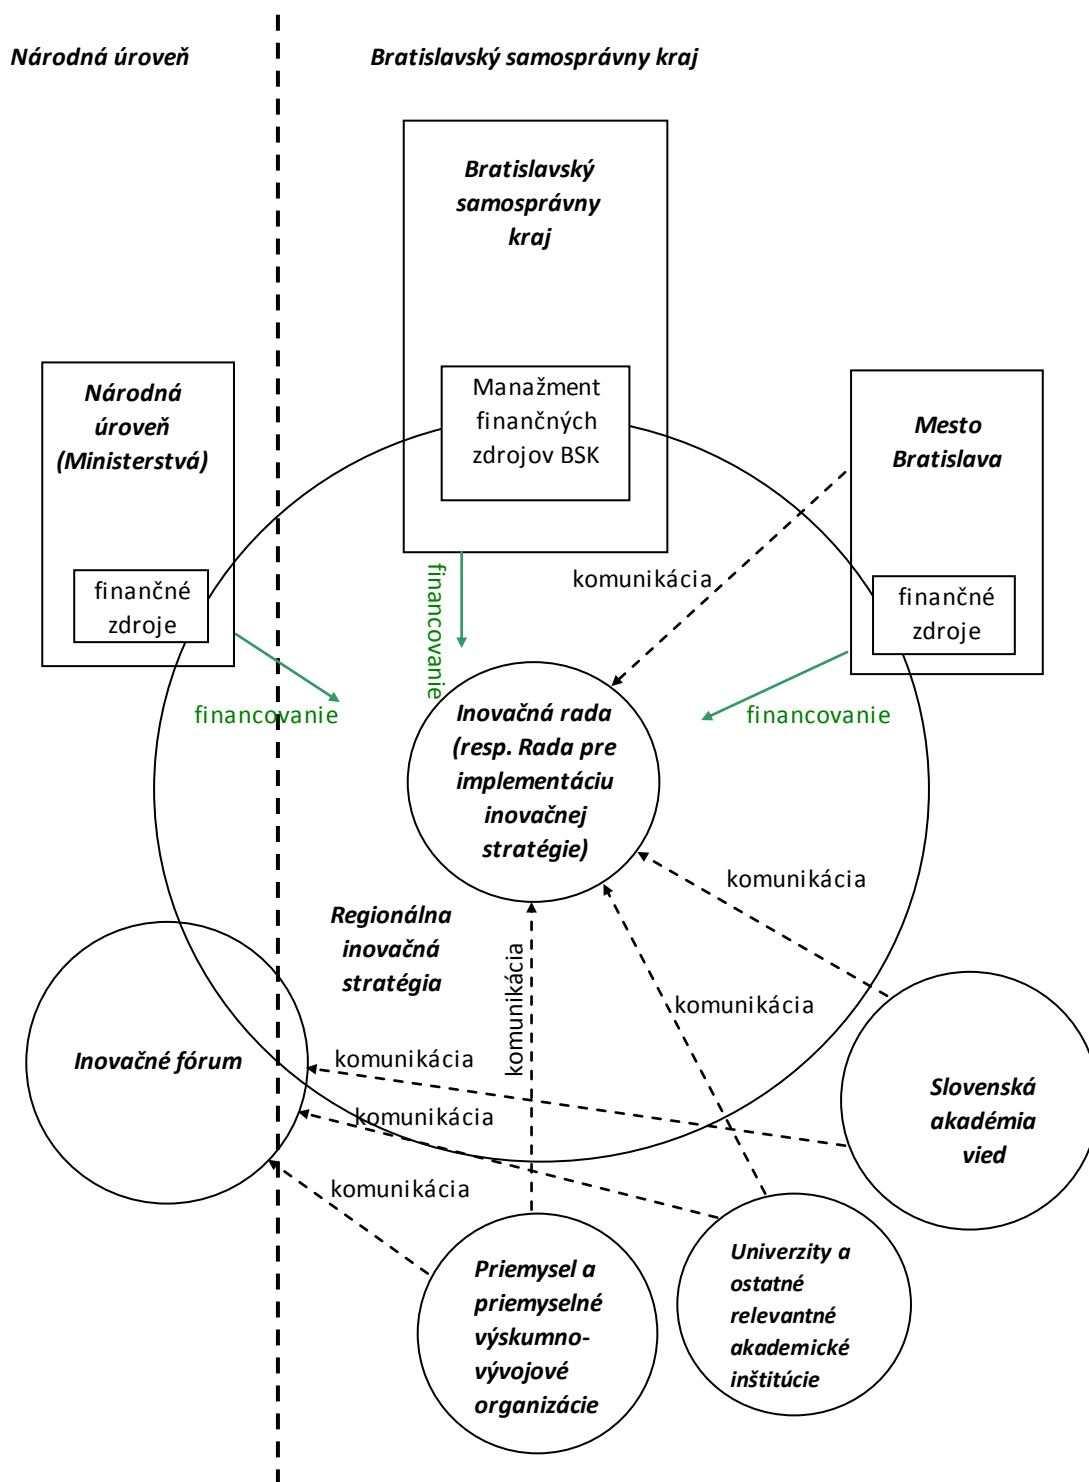 Národná úroveň
Bratislavský samosprávny kraj
Bratislavský
samosprávny
kraj
Národná
úroveň
(Ministerstvá)
Manažment
finančných
zdrojov BSK
Mesto
Bratislava
finančné
zdroje
financovanie
komunikácia
finančné
zdroje
financovanie
financovanie
Inovačná rada
(resp. Rada pre
implementáciu
inovačnej
stratégie)
komunikácia
Regionálna
inovačná
stratégia
komunikácia
komunikácia
Inovačné fórum
komunikácia
komunikácia
Slovenská
akadémia
vied
komunikácia
Priemysel a
priemyselné
výskumno-
vývojové
organizácie
Univerzity a
ostatné
relevantné
akademické
inštitúcie